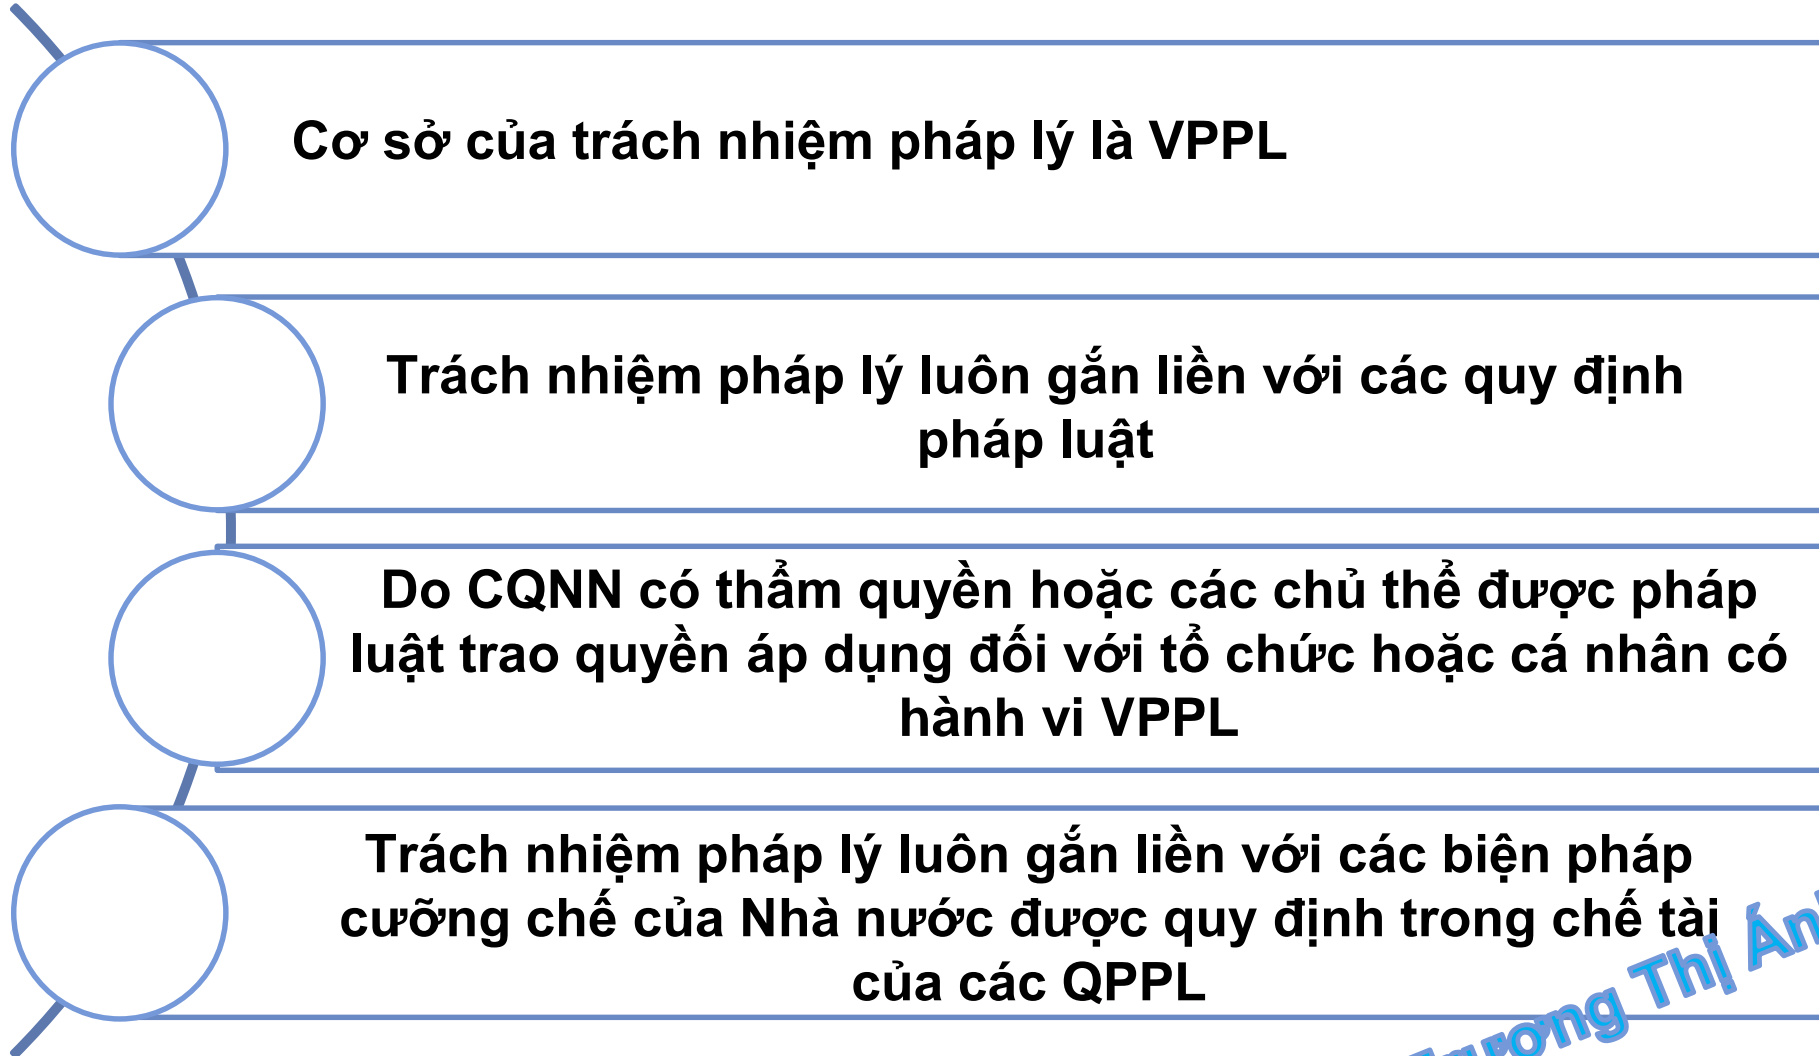 Cơ sở của trách nhiệm pháp lý là VPPL
Trách nhiệm pháp lý luôn gắn liền với các quy định
pháp luật
Do CQNN có thẩm quyền hoặc các chủ thể được pháp
luật trao quyền áp dụng đối với tổ chức hoặc cá nhân có
hành vi VPPL
Trách nhiệm pháp lý luôn gắn liền với các biện pháp
cưỡng chế của Nhà nước được quy định trong chế tài
của các QPPL
Thị